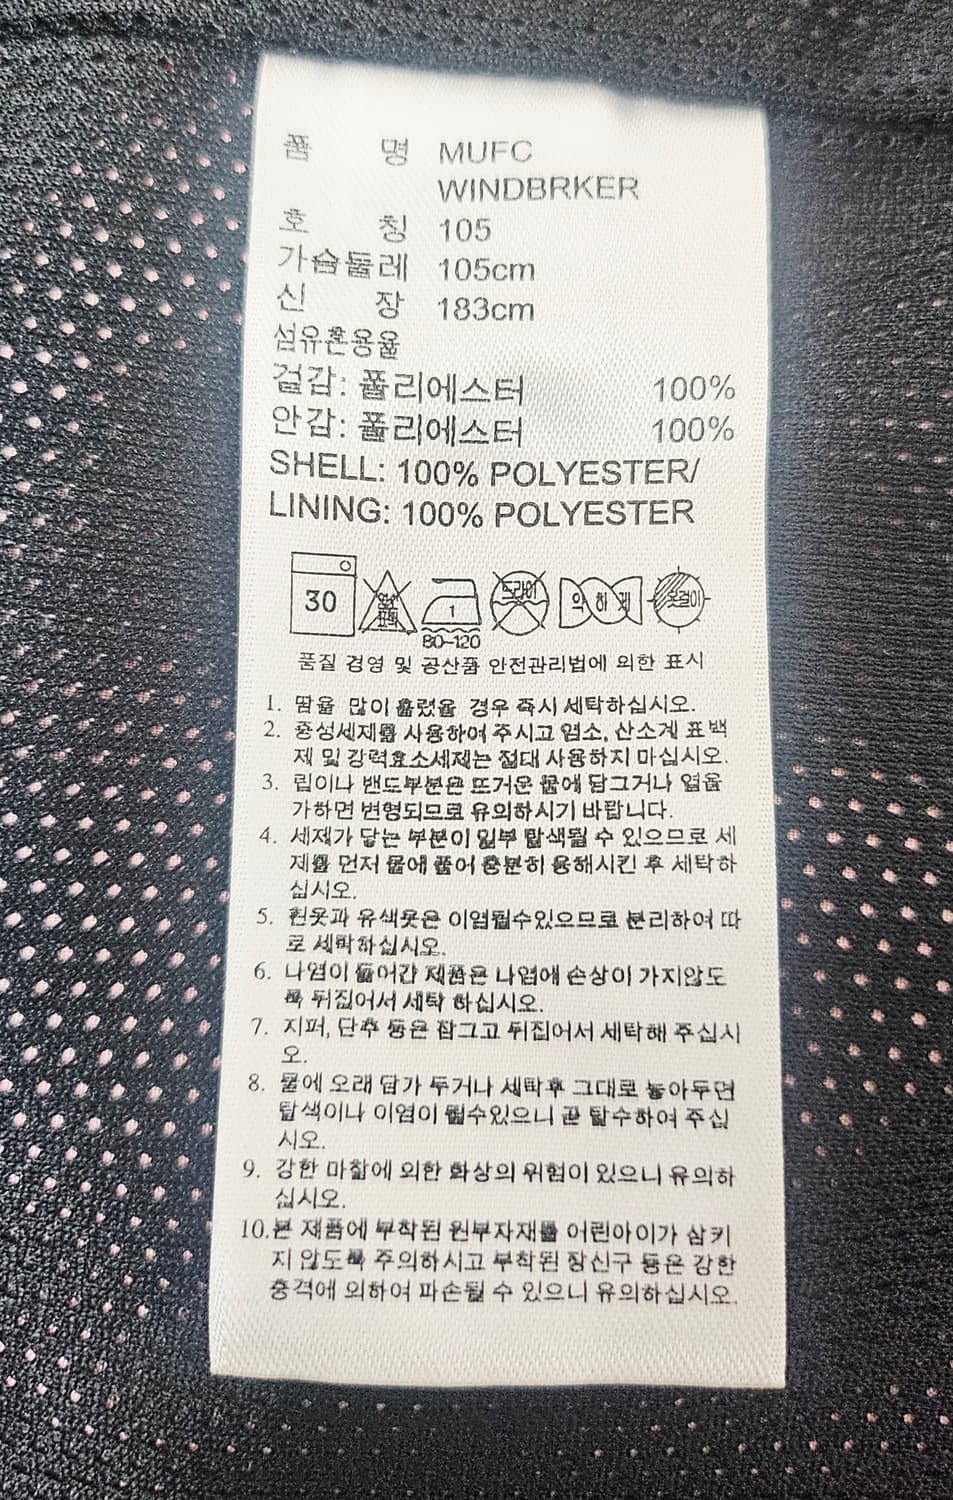 품 명 MUFC
WINDBRKER
호 칭 105
가슴둘레 105cm
신 장 183cm
섬유혼용율
겉감: 폴리에스터 100%
안감: 폴리에스터 100%
SHELL: 100% POLYESTER/
LINING: 100% POLYESTER
30 염소 표백 1 80-120 드라이 약하게 옷걸이
품질 경영 및 공산품 안전관리법에 의한 표시
1. 땀을 많이 흘렸을 경우 즉시 세탁하십시오.
2. 중성세제를 사용하여 주시고 염소, 산소계 표백
제 및 강력효소세제는 절대 사용하지 마십시오.
3. 립이나 밴드부분은 뜨거운 물에 담그거나 열을
가하면 변형되므로 유의하시기 바랍니다.
4. 세제가 닿는 부분이 일부 탈색될 수 있으므로 세
제를 먼저 물에 풀어 충분히 용해시킨 후 세탁하
십시오.
5. 흰옷과 유색옷은 이염될수있으므로 분리하여 따
로 세탁하십시오.
6. 나염이 들어간 제품은 나염에 손상이 가지않도
록 뒤집어서 세탁 하십시오.
7. 지퍼, 단추 등은 잠그고 뒤집어서 세탁해 주십시
오.
8. 물에 오래 담가 두거나 세탁후 그대로 놓아두면
탈색이나 이염이 될수있으니 곧 탈수하여 주십
시오.
9. 강한 마찰에 의한 화상의 위험이 있으니 유의하
십시오.
10.본 제품에 부착된 원부자재를 어린아이가 삼키
지 않도록 주의하시고 부착된 장신구 등은 강한
충격에 의하여 파손될 수 있으니 유의하십시오.